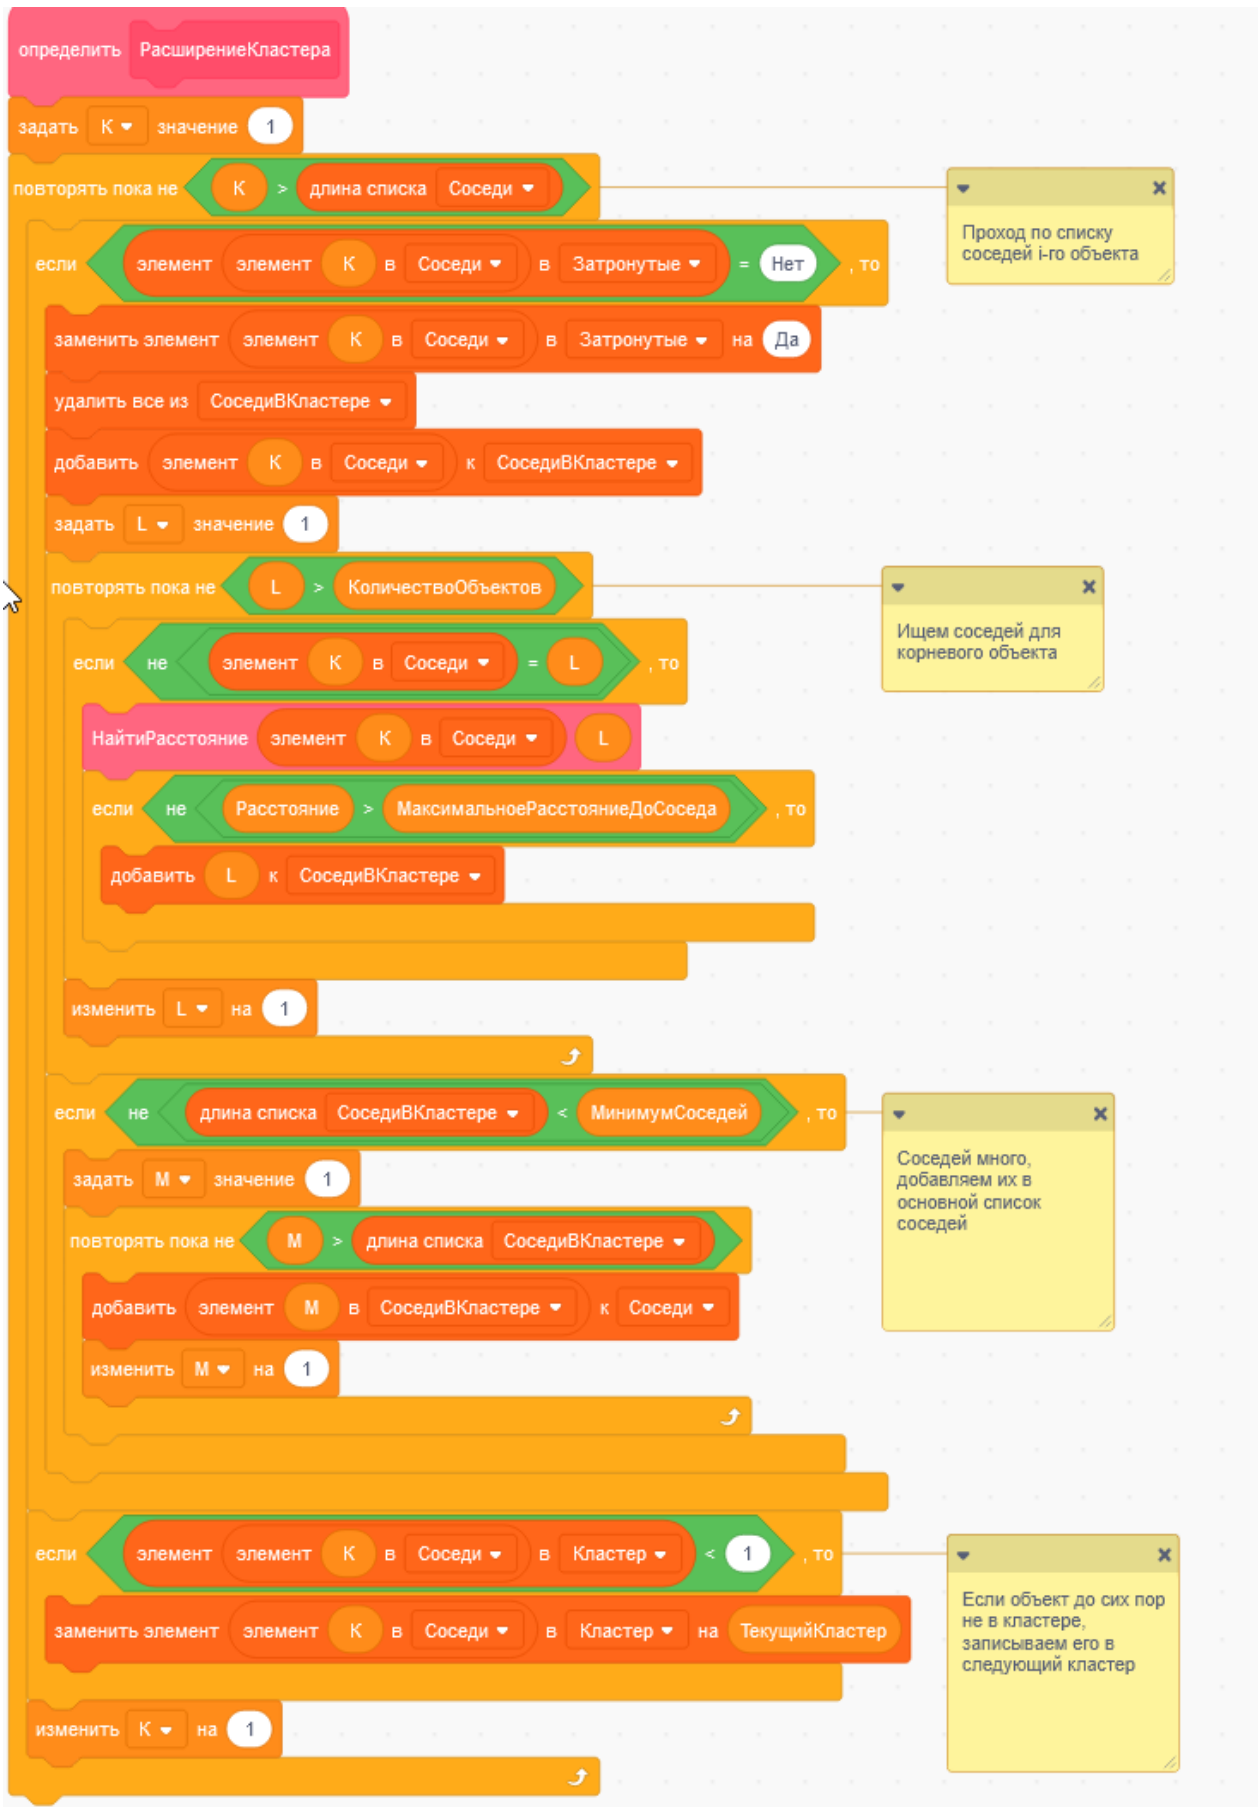 определить РасширениеКластера
задать K значение 1
повторять пока не K > длина списка Соседи
Проход по списку
соседей i-го объекта
если элемент элемент K в Соседи в Затронутые = Нет , то
заменить элемент элемент K в Соседи в Затронутые на Да
удалить все из СоседиВКластере
добавить элемент K в Соседи к СоседиВКластере
задать L значение 1
повторять пока не L > КоличествоОбъектов
Ищем соседей для
корневого объекта
если не элемент K в Соседи = L , то
НайтиРасстояние элемент K в Соседи L
если не Расстояние > МаксимальноеРасстояниеДоСоседа , то
добавить L к СоседиВКластере
изменить L на 1
если не длина списка СоседиВКластере < МинимумСоседей , то
Соседей много,
добавляем их в
основной список
соседей
задать M значение 1
повторять пока не M > длина списка СоседиВКластере
добавить элемент M в СоседиВКластере к Соседи
изменить M на 1
если элемент элемент K в Соседи в Кластер < 1 , то
Если объект до сих пор
не в кластере,
записываем его в
следующий кластер
заменить элемент элемент K в Соседи в Кластер на ТекущийКластер
изменить K на 1